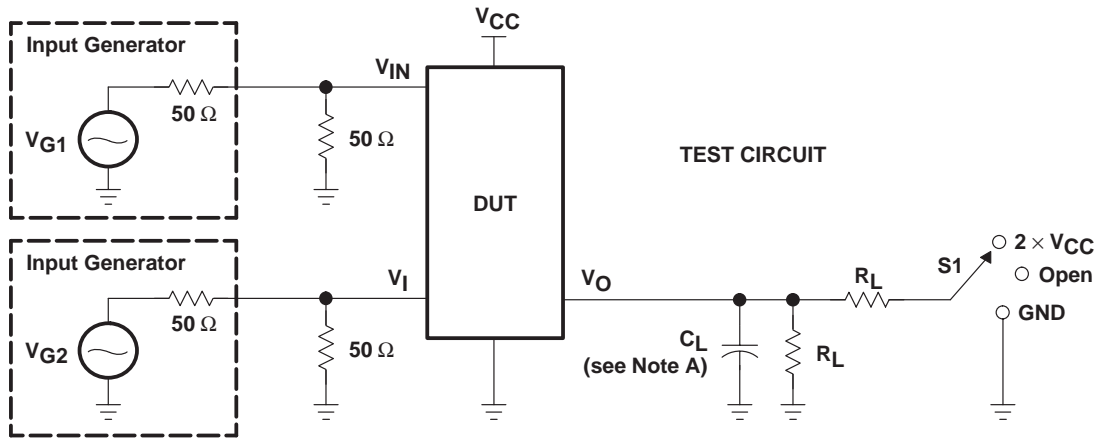 VCC
Input Generator
VIN
50 Ω
VG1
50 Ω
TEST CIRCUIT
DUT
Input Generator
VI
50 Ω
VG2
50 Ω
VO
RL
S1
2 × VCC
Open
GND
CL
(see Note A)
RL